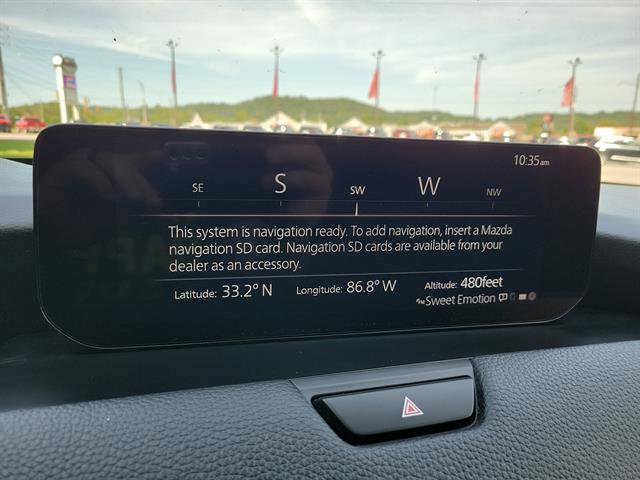 10:35am
SE S SW W NW
This system is navigation ready. To add navigation, insert a Mazda
navigation SD card. Navigation SD cards are available from your
dealer as an accessory.
Latitude: 33.2° N Longitude: 86.8° W Altitude: 480feet
Sweet Emotion